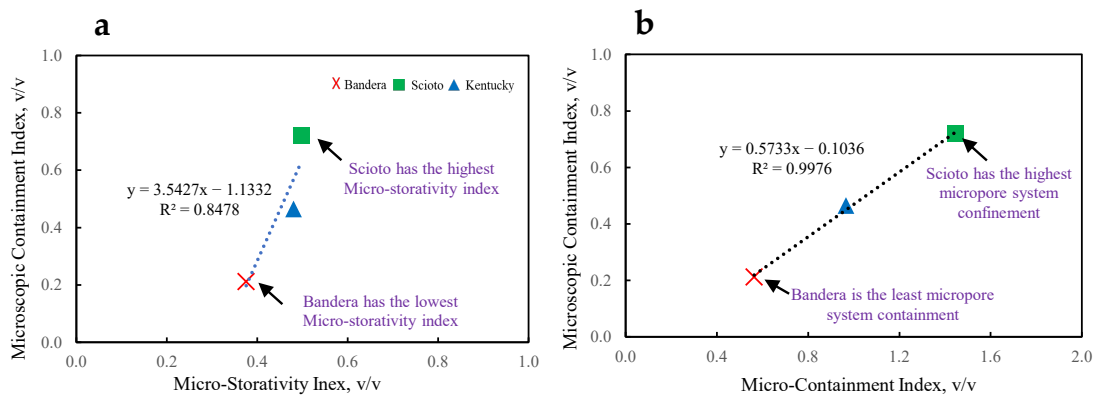 a
1.0
0.8
0.6
0.4
0.2
0.0
Microscopic Containment Index, v/v
Bandera Scioto Kentucky
Scioto has the highest
Micro-storativity index
y = 3.5427x − 1.1332
R² = 0.8478
Bandera has the lowest
Micro-storativity index
0.0 0.2 0.4 0.6 0.8 1.0
Micro-Storativity Inex, v/v
b
1.0
0.8
0.6
0.4
0.2
0.0
Microscopic Containment Index, v/v
y = 0.5733x − 0.1036
R² = 0.9976
Scioto has the highest
micropore system
confinement
Bandera is the least micropore
system containment
0.0 0.4 0.8 1.2 1.6 2.0
Micro-Containment Index, v/v